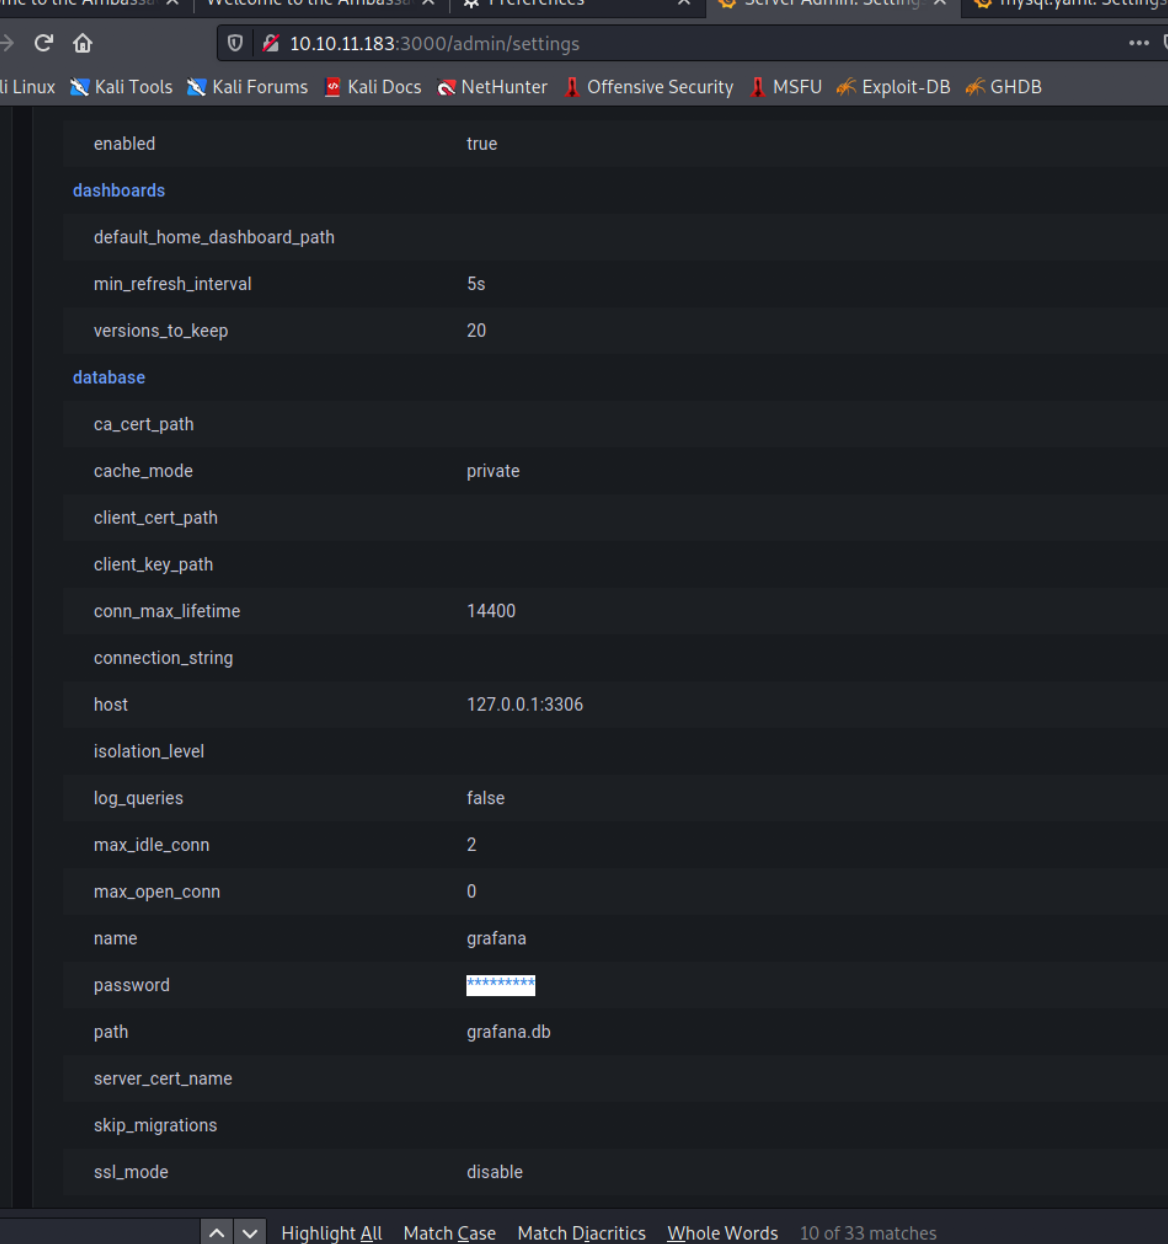 me to the Ambassa Welcome to the Ambassa Preferences Server Admin: Setting mysql.yaml: Settings
10.10.11.183:3000/admin/settings
li Linux Kali Tools Kali Forums Kali Docs NetHunter Offensive Security MSFU Exploit-DB GHDB
enabled true
dashboards
default_home_dashboard_path
min_refresh_interval 5s
versions_to_keep 20
database
ca_cert_path
cache_mode private
client_cert_path
client_key_path
conn_max_lifetime 14400
connection_string
host 127.0.0.1:3306
isolation_level
log_queries false
max_idle_conn 2
max_open_conn 0
name grafana
password *********
path grafana.db
server_cert_name
skip_migrations
ssl_mode disable
Highlight All Match Case Match Diacritics Whole Words 10 of 33 matches